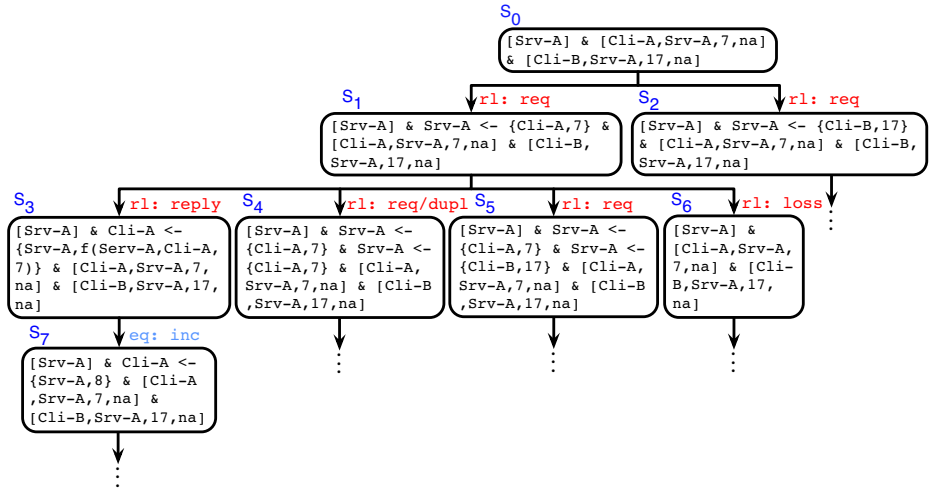 S0
[Srv-A] & [Cli-A,Srv-A,7,na]
& [Cli-B,Srv-A,17,na]
rl: req
rl: req
S1
[Srv-A] & Srv-A <- {Cli-A,7} &
[Cli-A,Srv-A,7,na] & [Cli-B,
Srv-A,17,na]
S2
[Srv-A] & Srv-A <- {Cli-B,17}
& [Cli-A,Srv-A,7,na] & [Cli-B,
Srv-A,17,na]
rl: reply
rl: req/dupl
rl: req
rl: loss
S3
[Srv-A] & Cli-A <-
{Srv-A,f(Serv-A,Cli-A,
7)} & [Cli-A,Srv-A,7,
na] & [Cli-B,Srv-A,17,
na]
S4
[Srv-A] & Srv-A <-
{Cli-A,7} & Srv-A <-
{Cli-A,7} & [Cli-A,
Srv-A,7,na] & [Cli-B
,Srv-A,17,na]
S5
[Srv-A] & Srv-A <-
{Cli-A,7} & Srv-A <-
{Cli-B,17} & [Cli-A,
Srv-A,7,na] & [Cli-B
,Srv-A,17,na]
S6
[Srv-A] &
[Cli-A,Srv-A,
7,na] & [Cli-
B,Srv-A,17,
na]
eq: inc
S7
[Srv-A] & Cli-A <-
{Srv-A,8} & [Cli-A
,Srv-A,7,na] &
[Cli-B,Srv-A,17,na]